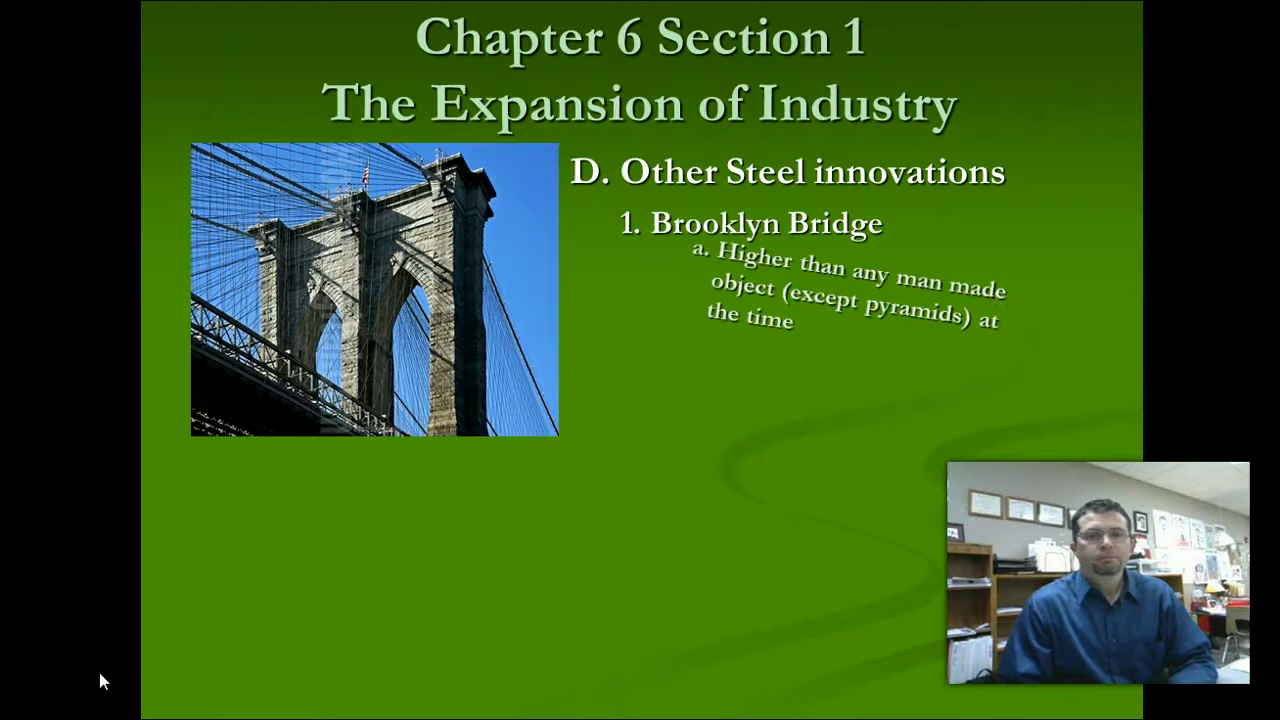 Chapter 6 Section 1
The Expansion of Industry
D. Other Steel innovations
1. Brooklyn Bridge
a. Higher than any man made
object (except pyramids) at
the time